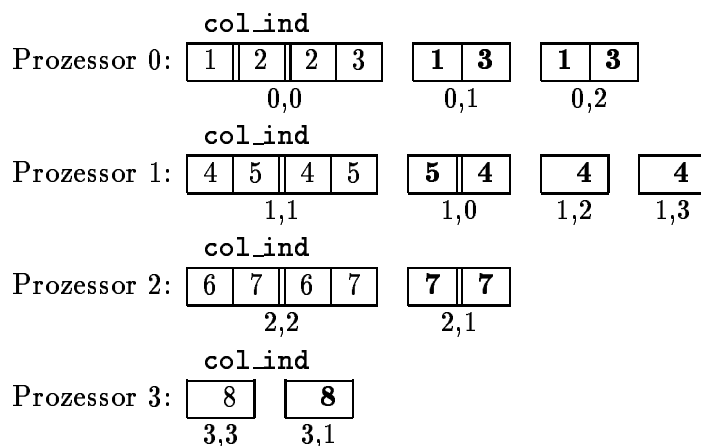 col_ind
Prozessor 0: 1 2 2 3 1 3 1 3
0,0 0,1 0,2
col_ind
Prozessor 1: 4 5 4 5 5 4 4 4
1,1 1,0 1,2 1,3
col_ind
Prozessor 2: 6 7 6 7 7 7
2,2 2,1
col_ind
Prozessor 3: 8 8
3,3 3,1